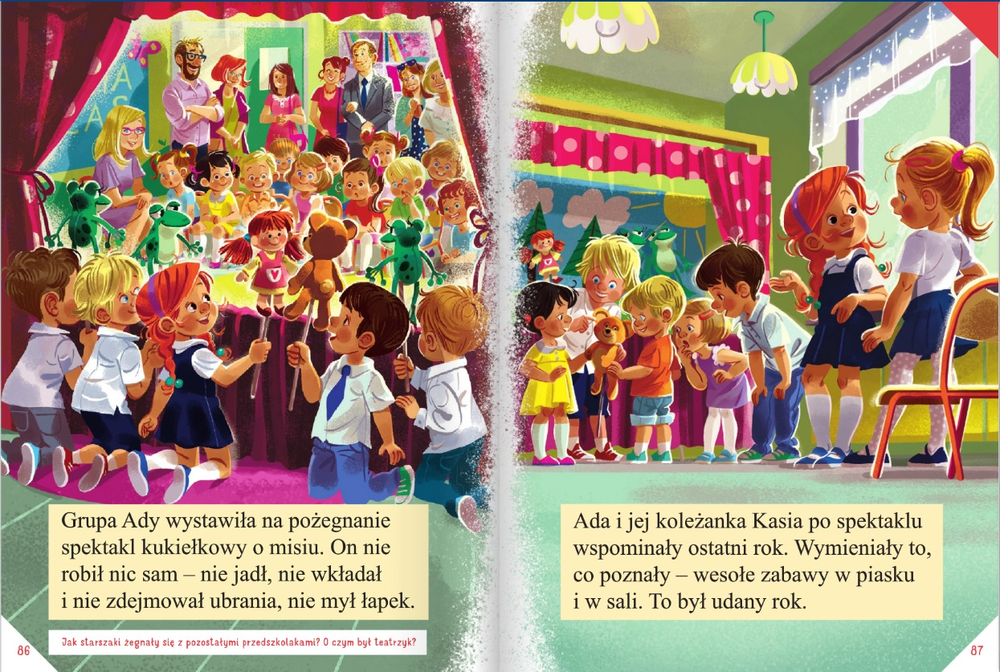 Grupa Ady wystawiła na pożegnanie
spektakl kukiełkowy o misiu. On nie
robił nic sam – nie jadł, nie wkładał
i nie zdejmował ubrania, nie mył łapek.
Jak starszaki żegnały się z pozostałymi przedszkolakami? O czym był teatrzyk?
86
Ada i jej koleżanka Kasia po spektaklu
wspominały ostatni rok. Wymieniały to,
co poznały – wesołe zabawy w piasku
i w sali. To był udany rok.
87